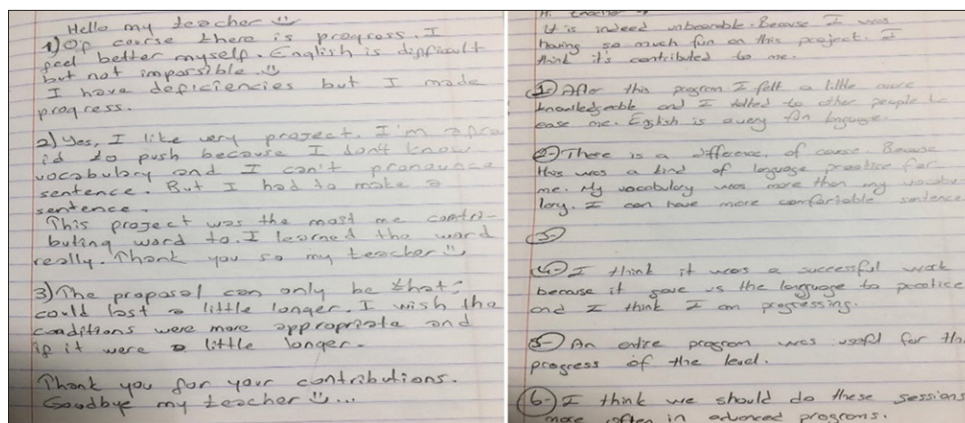 Hello my teacher
1) Of course there is progress. I
feel better myself. English is difficult
but not impossible.
I have deficiencies but I made
progress.
2) Yes, I like very project. I'm afra
id to push because I don't know
vocabulary and I can't pronounce
sentence. But I had to make a
sentence.
This project was the most me contri-
buting word to. I learned the word
really. Thank you so my teacher
3) The proposal can only be that:
could last a little longer. I wish the
conditions were more appropriate and
if it were a little longer.
Thank you for your contributions.
Goodbye my teacher ...
Hi teacher
It is indeed unbearable. Because I was
having so much fun on this project. I
think it's contributed to me.
1-) After this program I felt a little more
knowledgeable and I talked to other people
ease me. Eglish is avery fun language.
2-) There is a difference, of course. Because
this was a kind of language practice for
me. My vocabulary was more than my vocabu
lary. I can have more comfortable sentence
3-
4-) I think it was a successful work
because it gave us the language to practice
and I think I am progressing.
5-) An entire program was useful for the
progress of the level.
6-) I think we should do these sessions
more often in advanced programs.